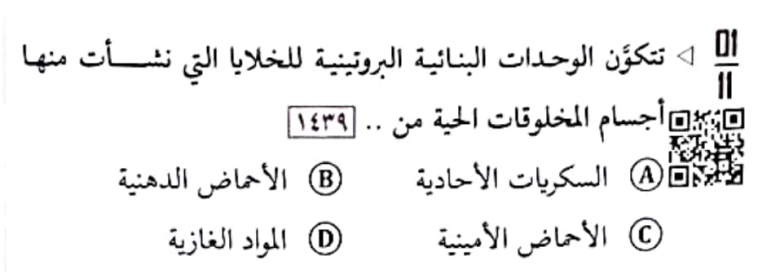 01
11
◁ تتكوَّن الوحدات البنائية البروتينية للخلايا التي نشــــأت منها
أجسام المخلوقات الحية من .. ١٤٣٩
A السكريات الأحادية B الأحماض الدهنية
C الأحماض الأمينية D المواد الغازية